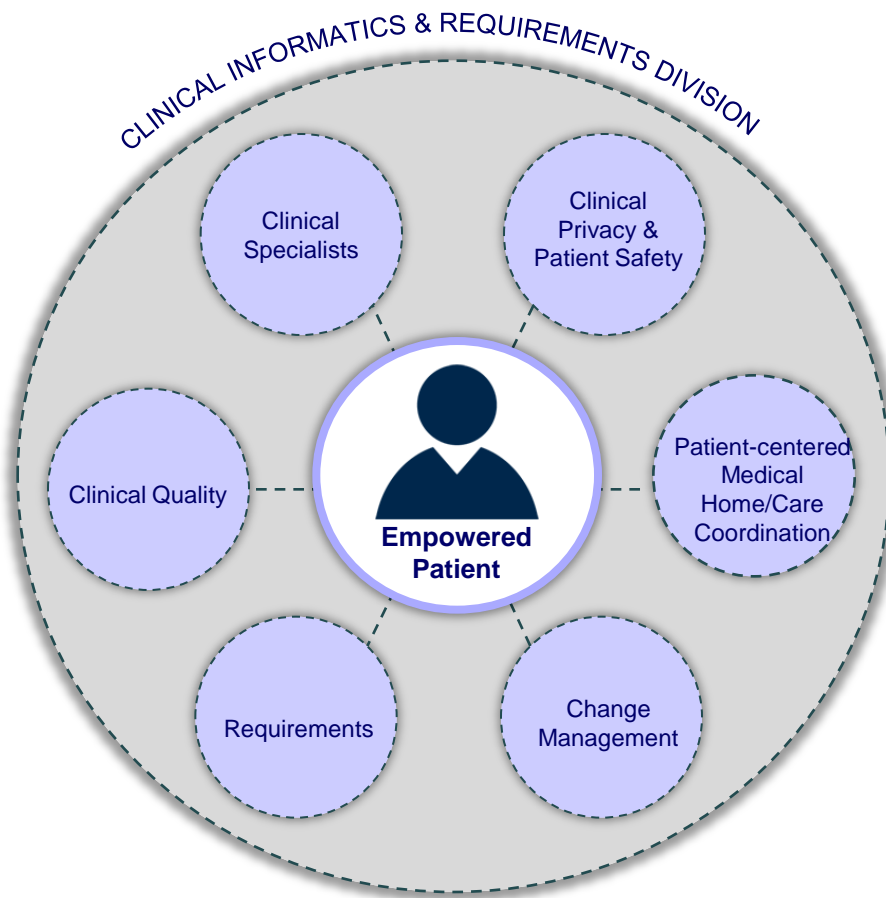 CLINICAL INFORMATICS & REQUIREMENTS DIVISION
Clinical
Specialists
Clinical
Privacy &
Patient Safety
Clinical Quality
Empowered
Patient
Patient-centered
Medical
Home/Care
Coordination
Requirements
Change
Management